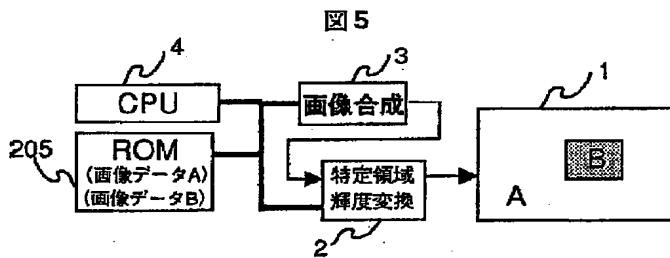 図5
4
3
1
CPU
画像合成
205
ROM
(画像データA)
(画像データB)
特定領域
輝度変換
B
A
2